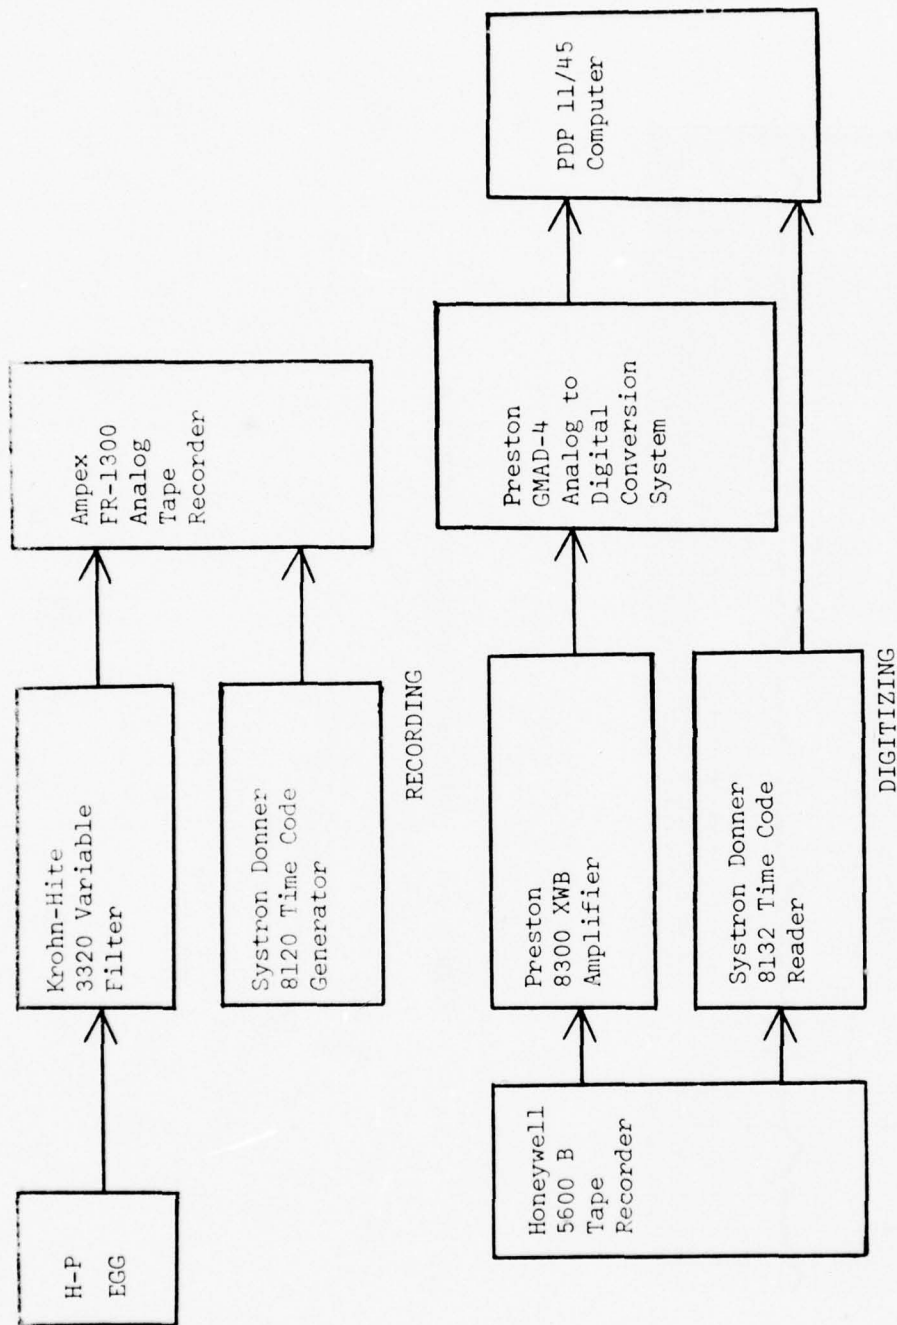 H-P
EGG
Krohn-Hite
3320 Variable
Filter
Ampex
FR-1300
Analog
Tape
Recorder
Systron Donner
8120 Time Code
Generator
RECORDING
Honeywell
5600 B
Tape
Recorder
Preston
8300 XWB
Amplifier
Preston
GMAD-4
Analog to
Digital
Conversion
System
PDP 11/45
Computer
Systron Donner
8132 Time Code
Reader
DIGITIZING